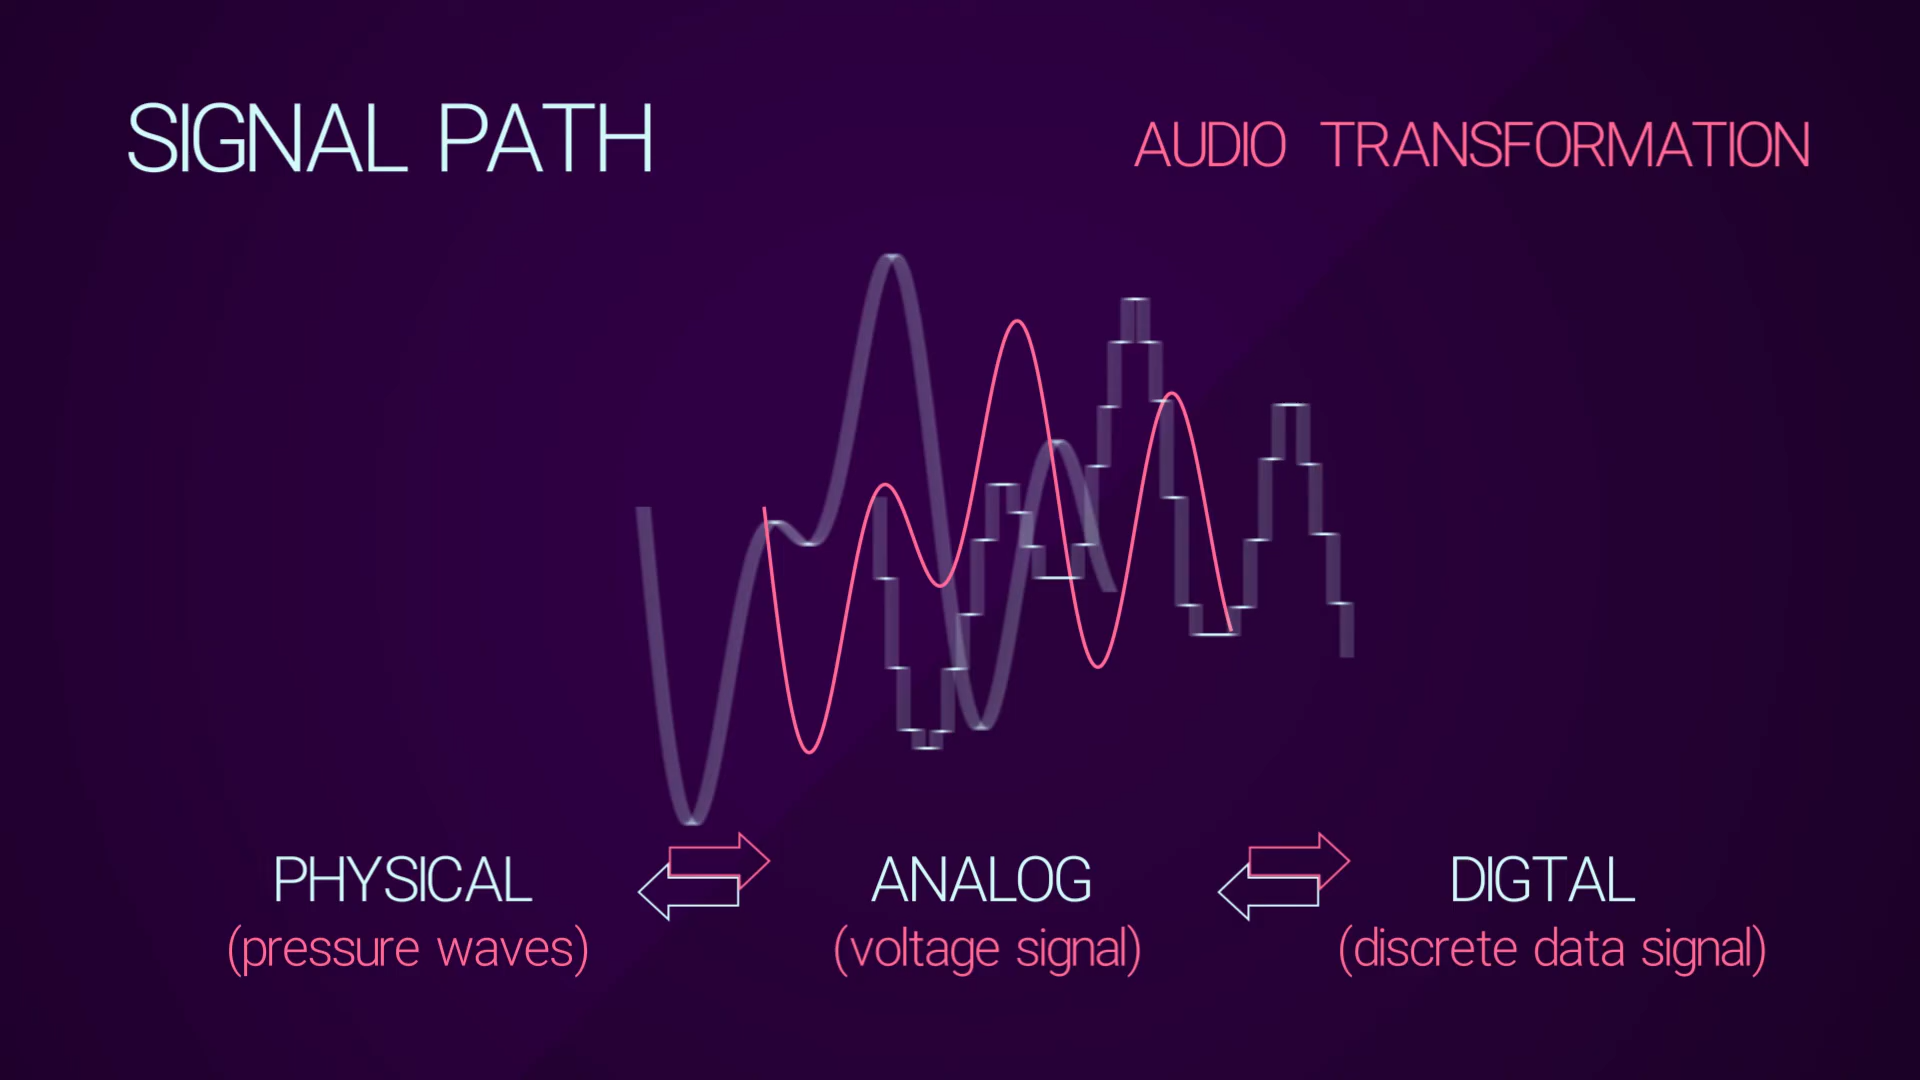 SIGNAL PATH
AUDIO TRANSFORMATION
PHYSICAL
(pressure waves)
ANALOG
(voltage signal)
DIGTAL
(discrete data signal)